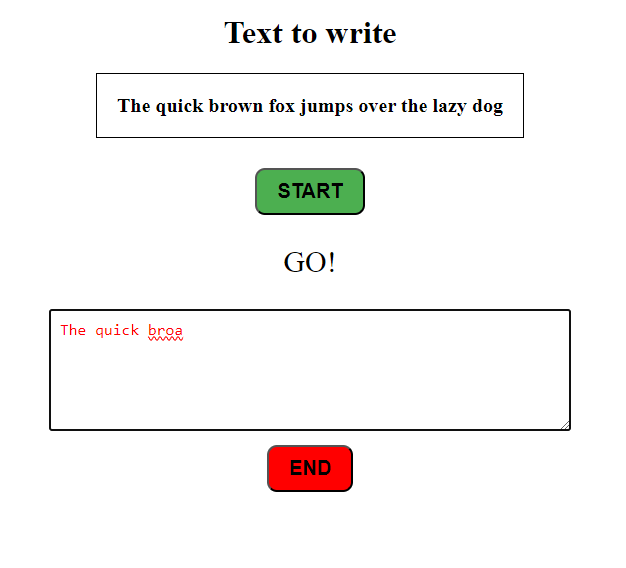 Text to write
The quick brown fox jumps over the lazy dog
START
GO!
The quick broa
END